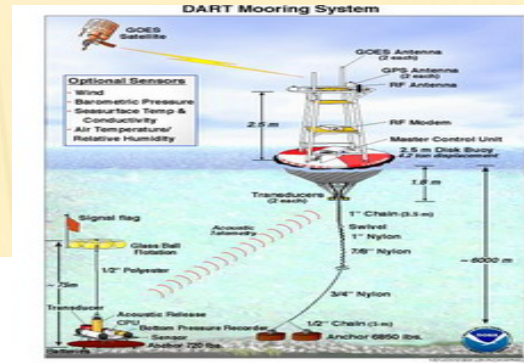 DART Mooring System
GOES
Satellite
GOES Antenna
(2 each)
GPS Antenna
(2 each)
RF Antenna
Optional Sensors
- Wind
- Barometric Pressure
- Seasurface Temp &
Conductivity
- Air Temperature/
Relative Humidity
2.5 m
RF Modem
Master Control Unit
2.5 m Disk Buoy
4.2 ton displacement
1.8 m
Transducers
(2 each)
Signal flag
Acoustic
Telemetry
1" Chain (3.5 m)
Swivel
1" Nylon
7/8" Nylon
Glass Ball
Flotation
~ 6000 m
1/2" Polyester
~ 75m
3/4" Nylon
Transducer
Acoustic Release
CPU
Bottom Pressure Recorder
Sensor
1/2" Chain (5 m)
Anchor 6850 lbs.
Anchor 720 lbs.
Batteries